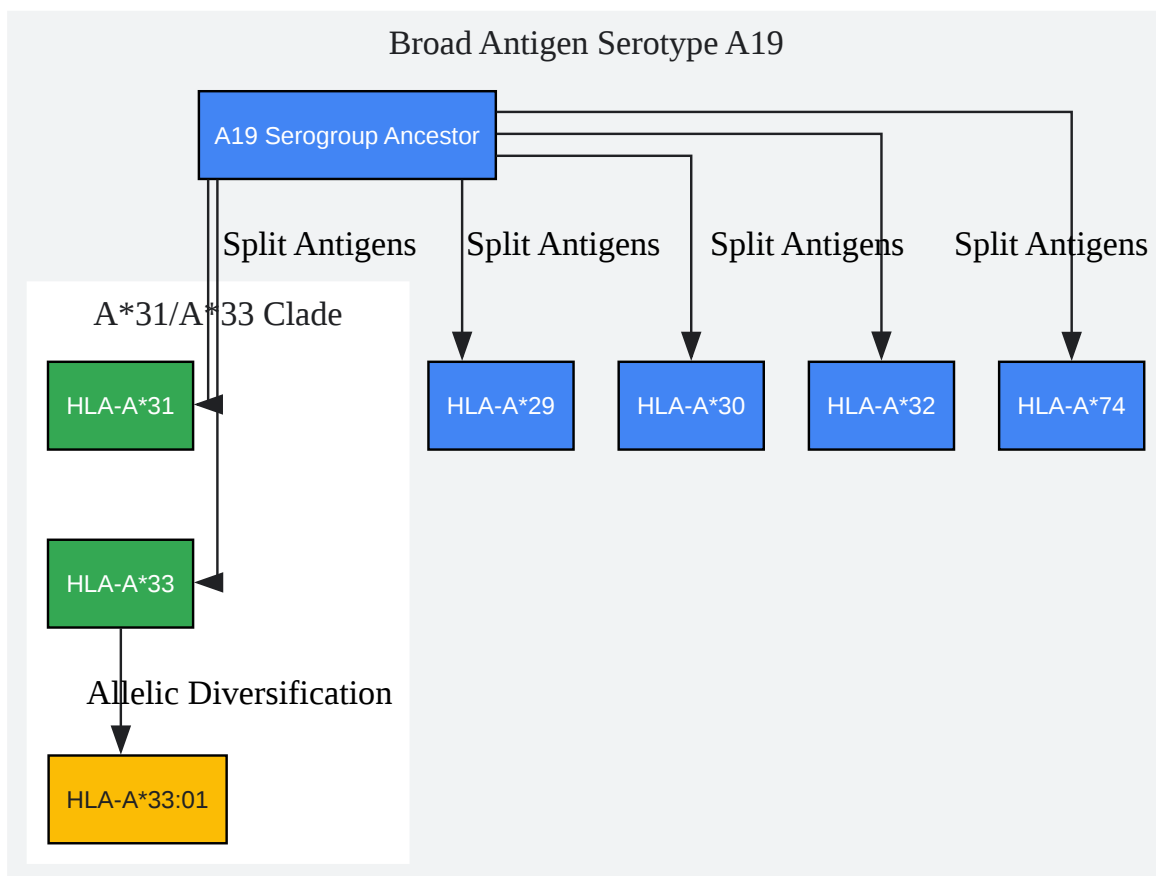 Broad Antigen Serotype A19
A19 Serogroup Ancestor
Split Antigens
Split Antigens
Split Antigens
Split Antigens
A*31/A*33 Clade
HLA-A*31
HLA-A*29
HLA-A*30
HLA-A*32
HLA-A*74
HLA-A*33
Allelic Diversification
HLA-A*33:01